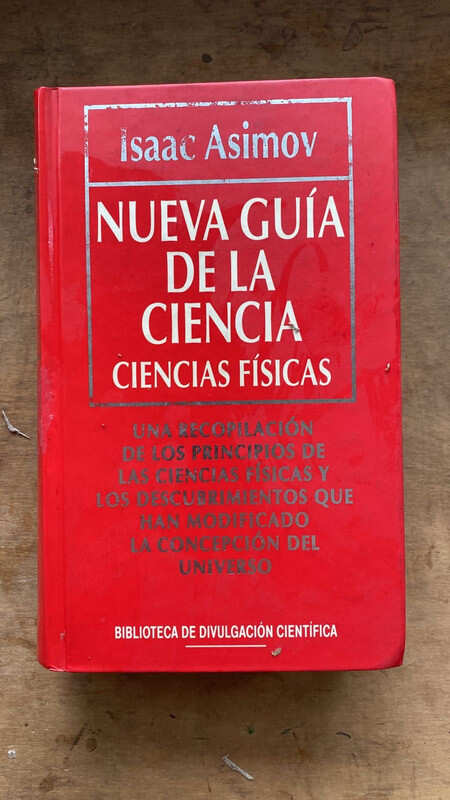 Isaac Asimov
NUEVA GUÍA
DE LA
CIENCIA
CIENCIAS FÍSICAS
UNA RECOPILACIÓN
DE LOS PRINCIPIOS DE
LAS CIENCIAS FÍSICAS Y
LOS DESCUBRIMIENTOS QUE
HAN MODIFICADO
LA CONCEPCIÓN DEL
UNIVERSO
BIBLIOTECA DE DIVULGACIÓN CIENTÍFICA